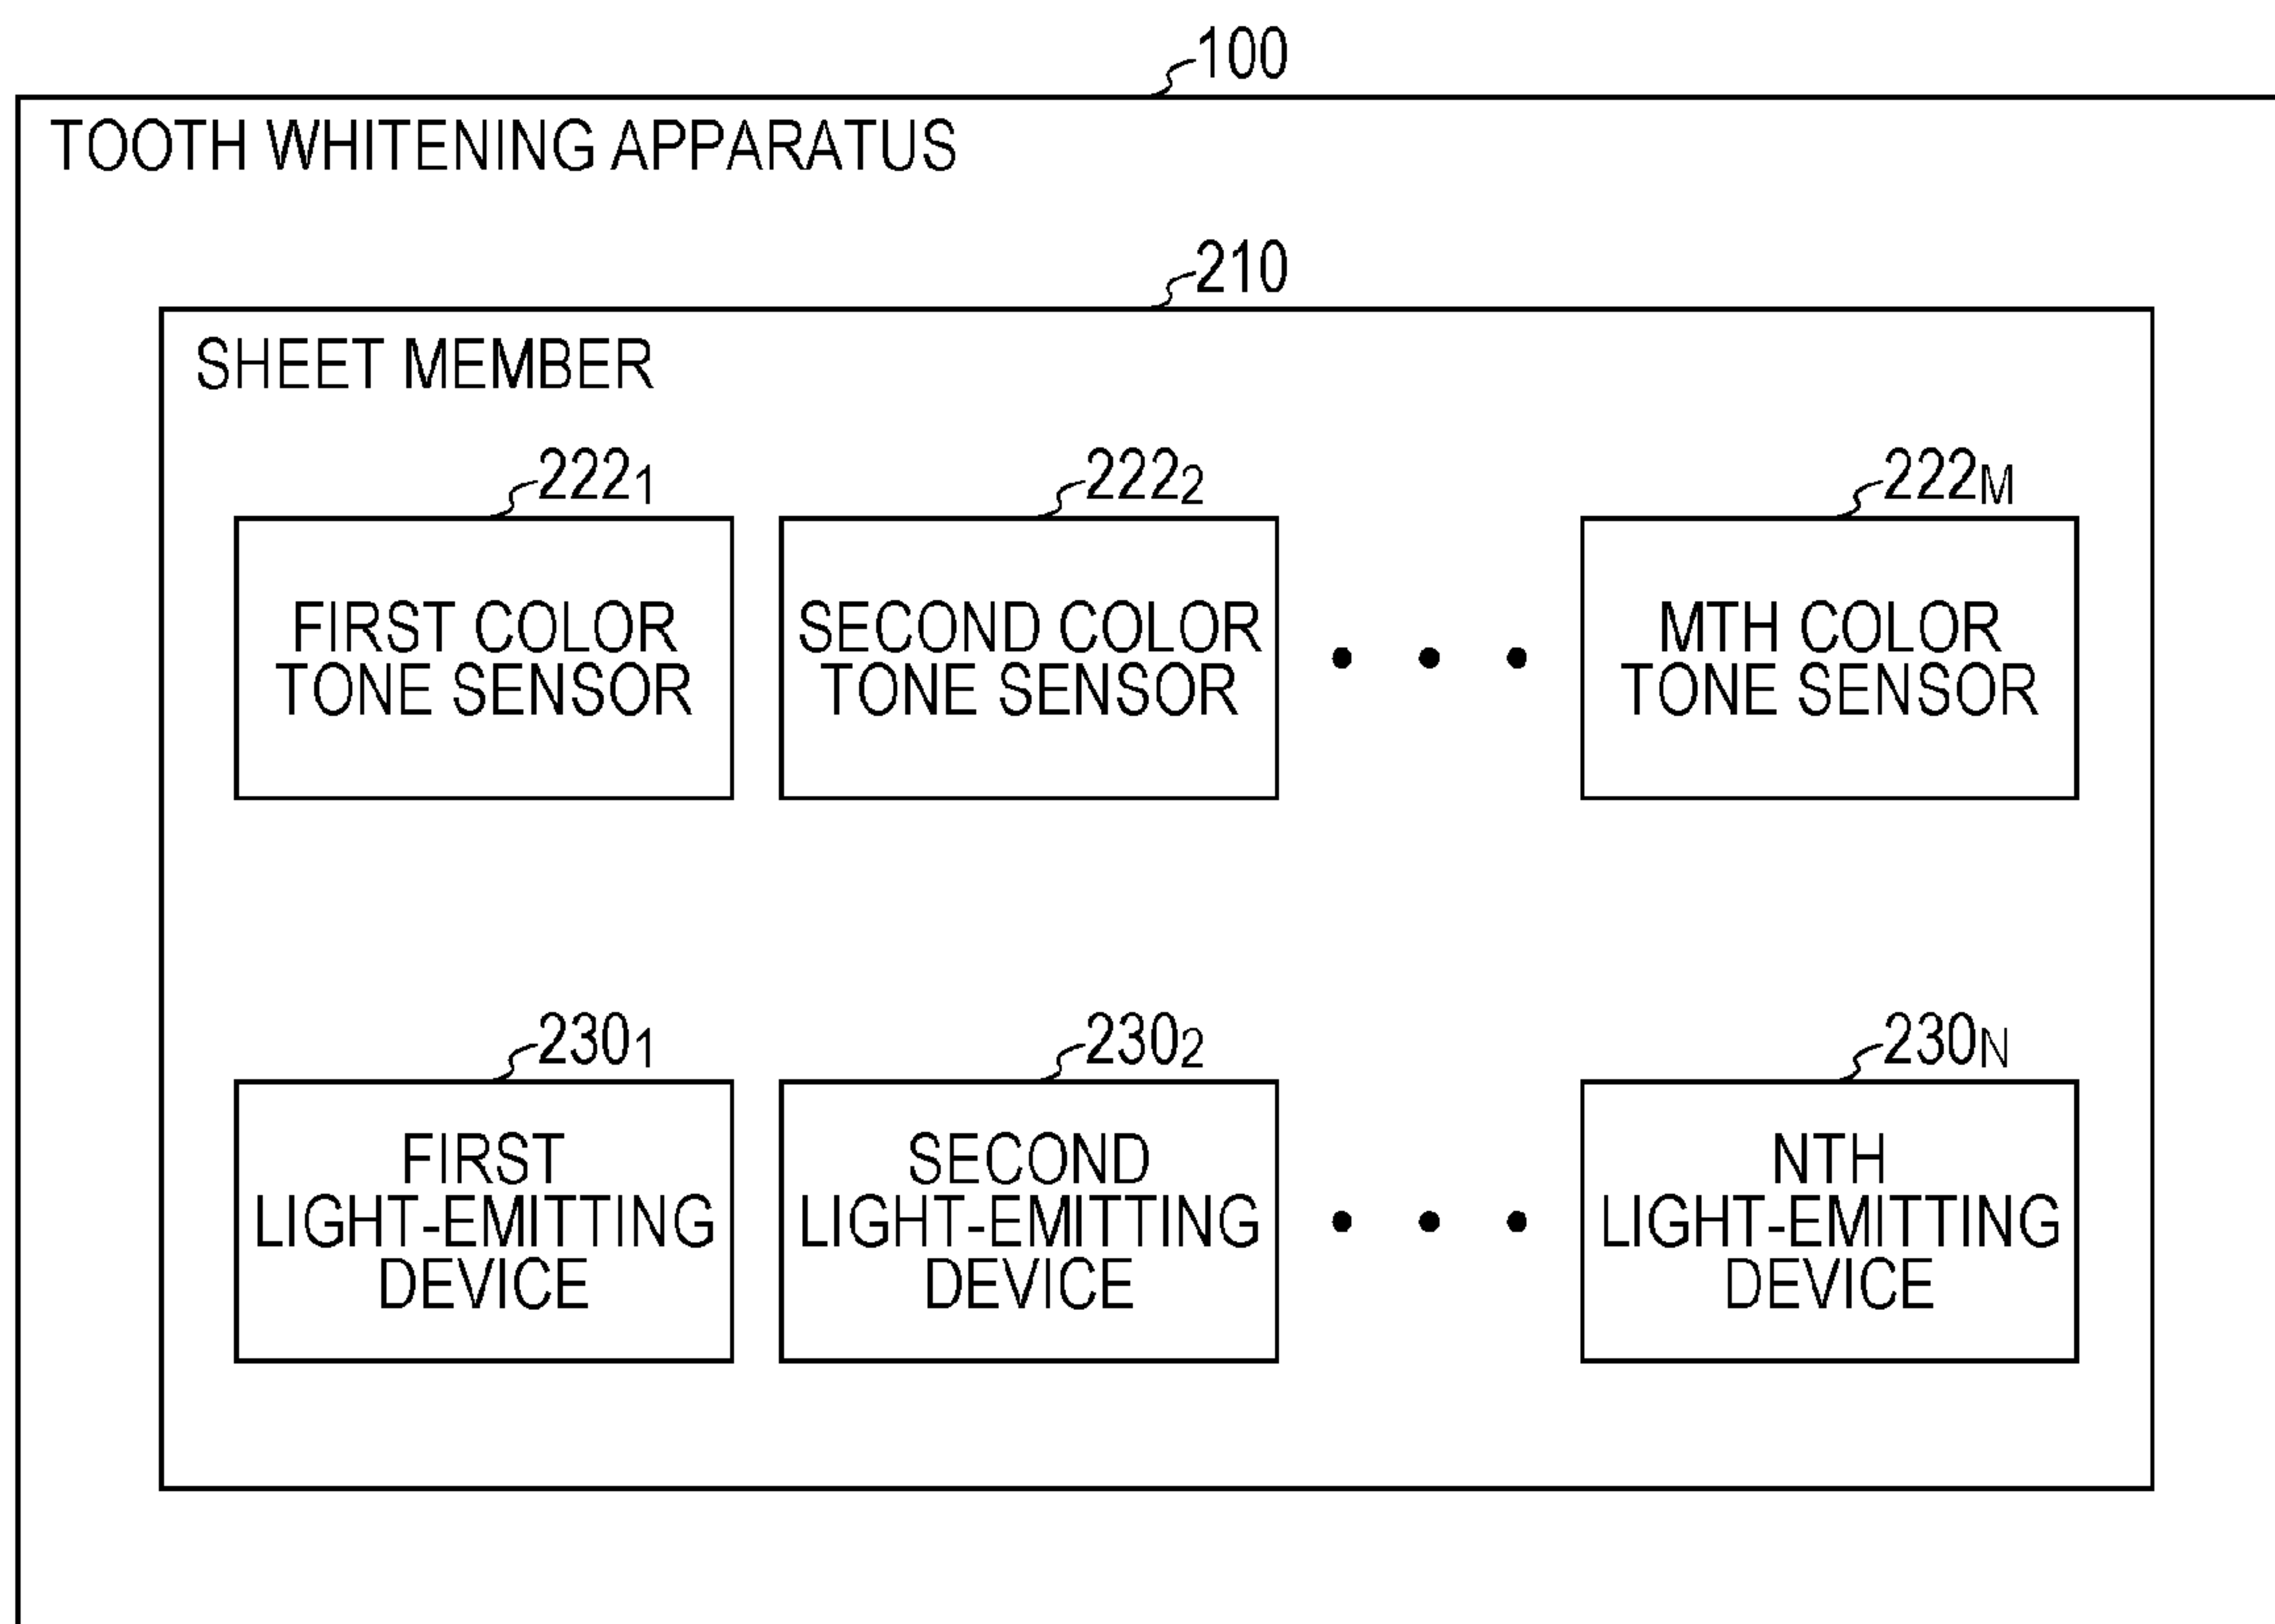 100
TOOTH WHITENING APPARATUS
210
SHEET MEMBER
222₁ 222₂ 222M
FIRST COLOR
TONE SENSOR
SECOND COLOR
TONE SENSOR
• • •
MTH COLOR
TONE SENSOR
230₁ 230₂ 230N
FIRST
LIGHT-EMITTING
DEVICE
SECOND
LIGHT-EMITTING
DEVICE
• • •
NTH
LIGHT-EMITTING
DEVICE